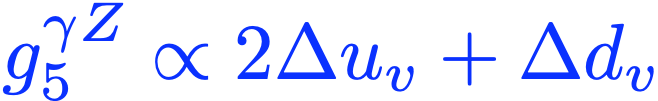 $g_5^{\gamma Z} \propto 2\Delta u_v + \Delta d_v$